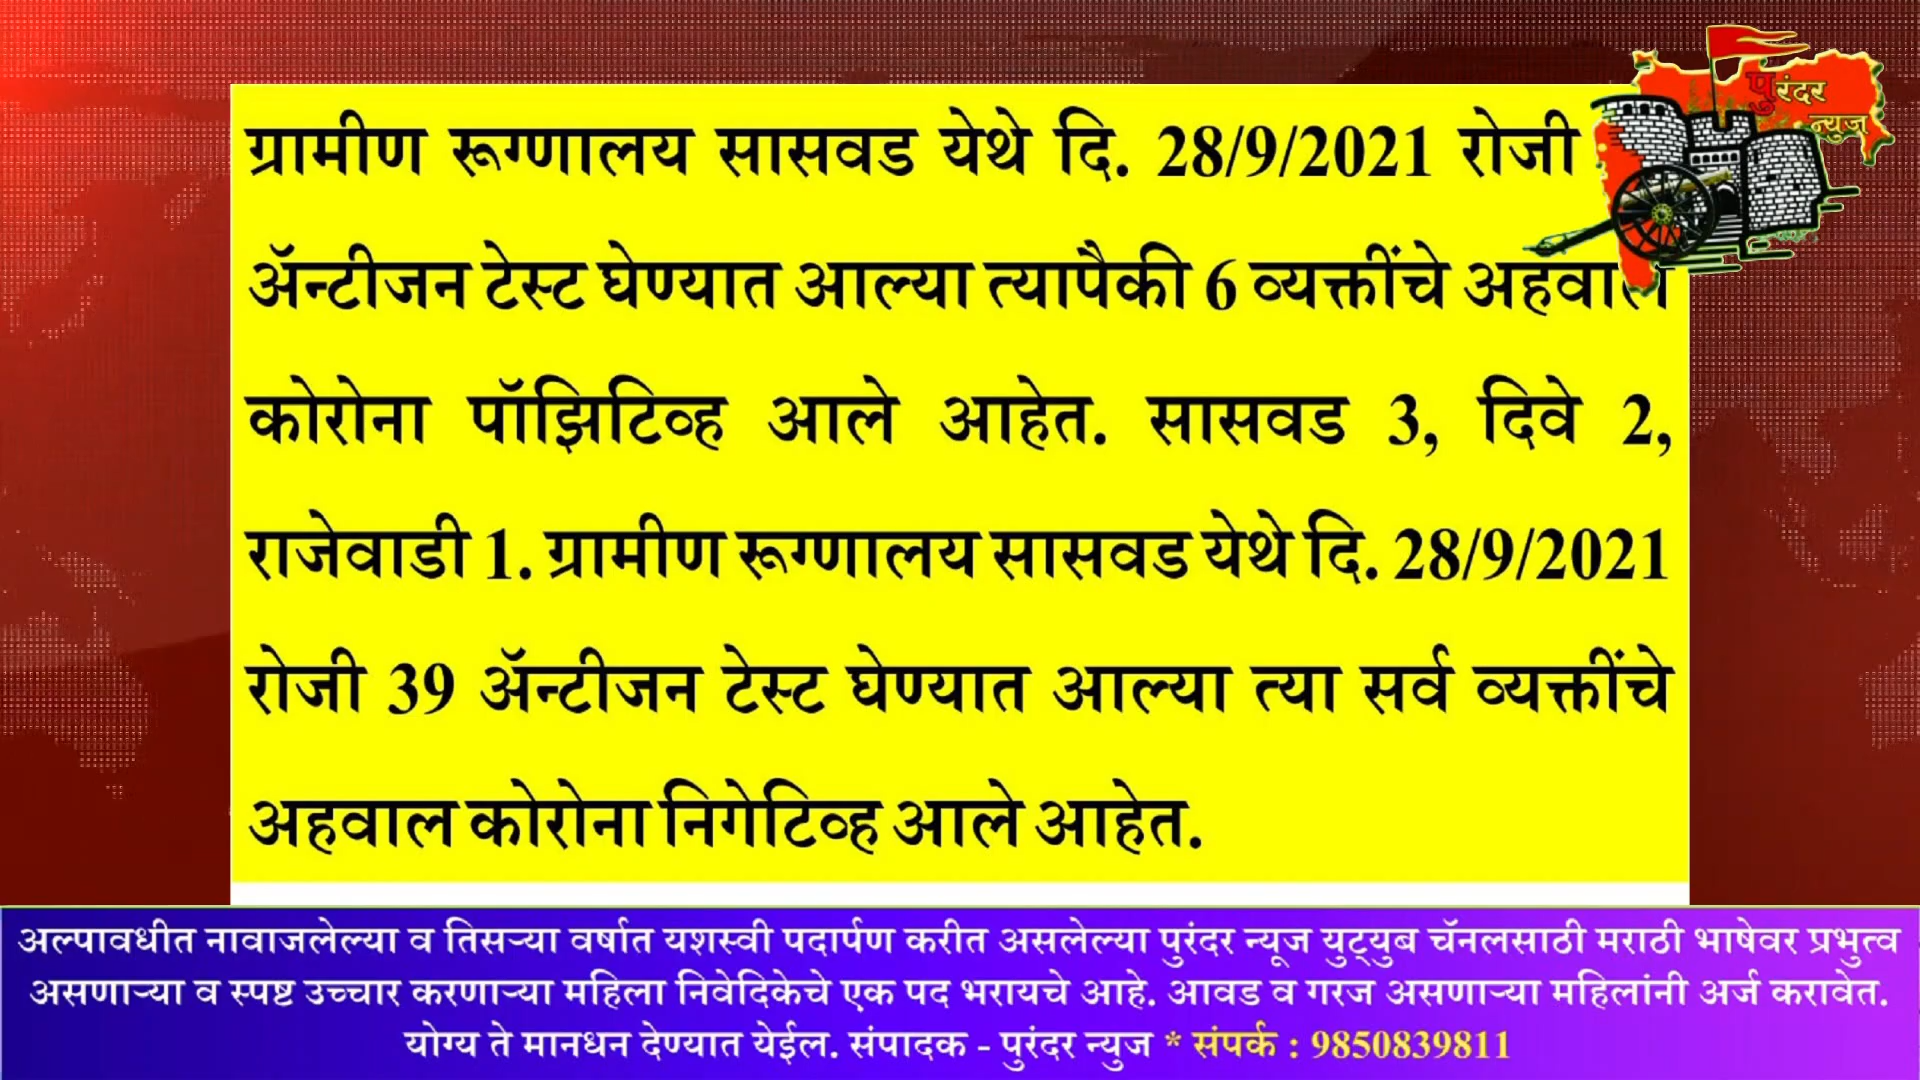 ग्रामीण रूग्णालय सासवड येथे दि. 28/9/2021 रोजी
ॲन्टीजन टेस्ट घेण्यात आल्या त्यापैकी 6 व्यक्तींचे अहवाल
कोरोना पॉझिटिव्ह आले आहेत. सासवड 3, दिवे 2,
राजेवाडी 1. ग्रामीण रूग्णालय सासवड येथे दि. 28/9/2021
रोजी 39 ॲन्टीजन टेस्ट घेण्यात आल्या त्या सर्व व्यक्तींचे
अहवाल कोरोना निगेटिव्ह आले आहेत.
पुरंदर
न्युज
अल्पावधीत नावाजलेल्या व तिसऱ्या वर्षात यशस्वी पदार्पण करीत असलेल्या पुरंदर न्यूज युट्युब चॅनलसाठी मराठी भाषेवर प्रभुत्व
असणाऱ्या व स्पष्ट उच्चार करणाऱ्या महिला निवेदिकेचे एक पद भरायचे आहे. आवड व गरज असणाऱ्या महिलांनी अर्ज करावेत.
योग्य ते मानधन देण्यात येईल. संपादक - पुरंदर न्युज * संपर्क : 9850839811